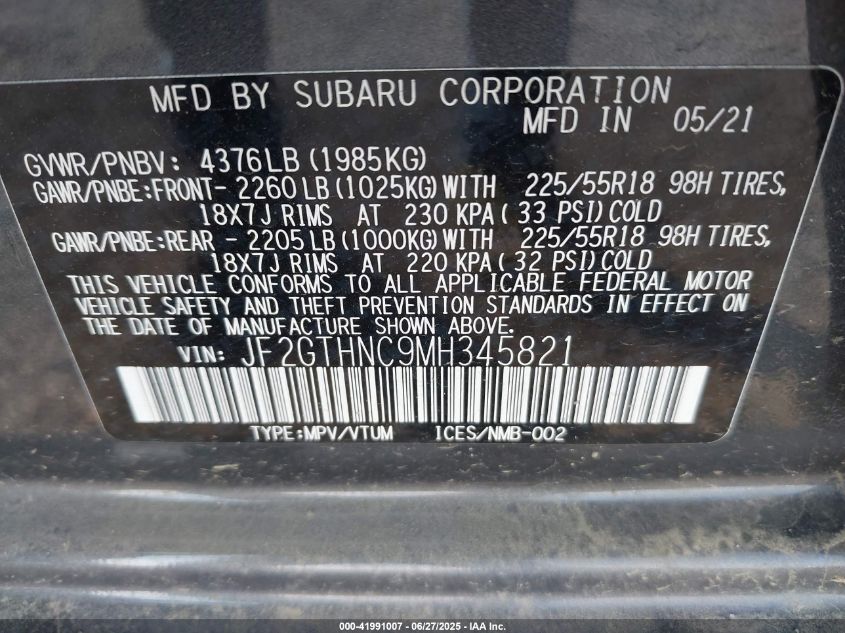 MFD BY SUBARU CORPORATION
MFD IN 05/21
GVWR/PNBV: 4376LB (1985KG)
GAWR/PNBE:FRONT- 2260 LB (1025KG) WITH 225/55R18 98H TIRES,
18X7J RIMS AT 230 KPA ( 33 PSI) COLD
GAWR/PNBE:REAR - 2205 LB (1000KG) WITH 225/55R18 98H TIRES,
18X7J RIMS AT 220 KPA ( 32 PSI) COLD
THIS VEHICLE CONFORMS TO ALL APPLICABLE FEDERAL MOTOR
VEHICLE SAFETY AND THEFT PREVENTION STANDARDS IN EFFECT ON
THE DATE OF MANUFACTURE SHOWN ABOVE.
VIN: JF2GTHNC9MH345821
TYPE:MPV/VTUM ICES/NMB-002
000-41991007 - 06/27/2025 - IAA Inc.